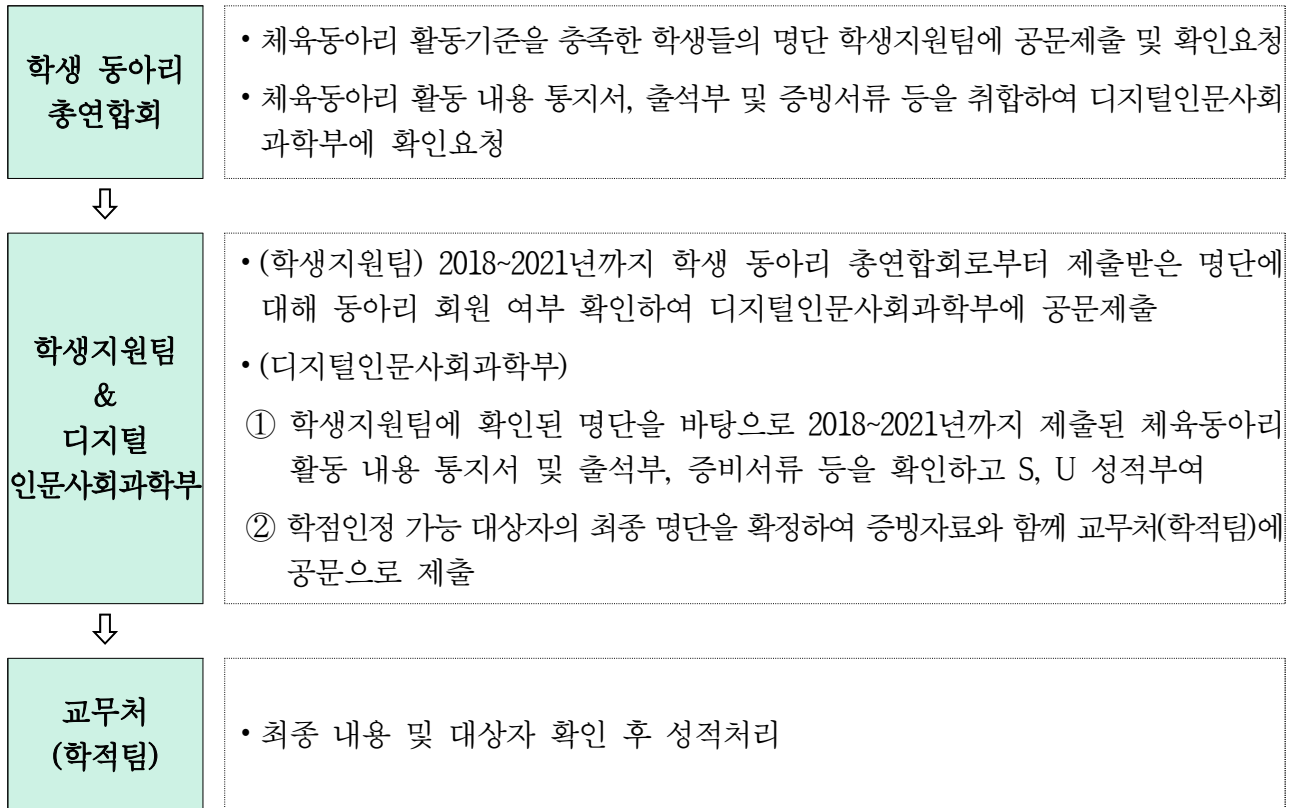 학생 동아리
총연합회
• 체육동아리 활동기준을 충족한 학생들의 명단 학생지원팀에 공문제출 및 확인요청
• 체육동아리 활동 내용 통지서, 출석부 및 증빙서류 등을 취합하여 디지털인문사회
과학부에 확인요청
⇩
학생지원팀
&
디지털
인문사회과학부
• (학생지원팀) 2018~2021년까지 학생 동아리 총연합회로부터 제출받은 명단에
대해 동아리 회원 여부 확인하여 디지털인문사회과학부에 공문제출
• (디지털인문사회과학부)
① 학생지원팀에 확인된 명단을 바탕으로 2018~2021년까지 제출된 체육동아리
활동 내용 통지서 및 출석부, 증비서류 등을 확인하고 S, U 성적부여
② 학점인정 가능 대상자의 최종 명단을 확정하여 증빙자료와 함께 교무처(학적팀)에
공문으로 제출
⇩
교무처
(학적팀)
• 최종 내용 및 대상자 확인 후 성적처리